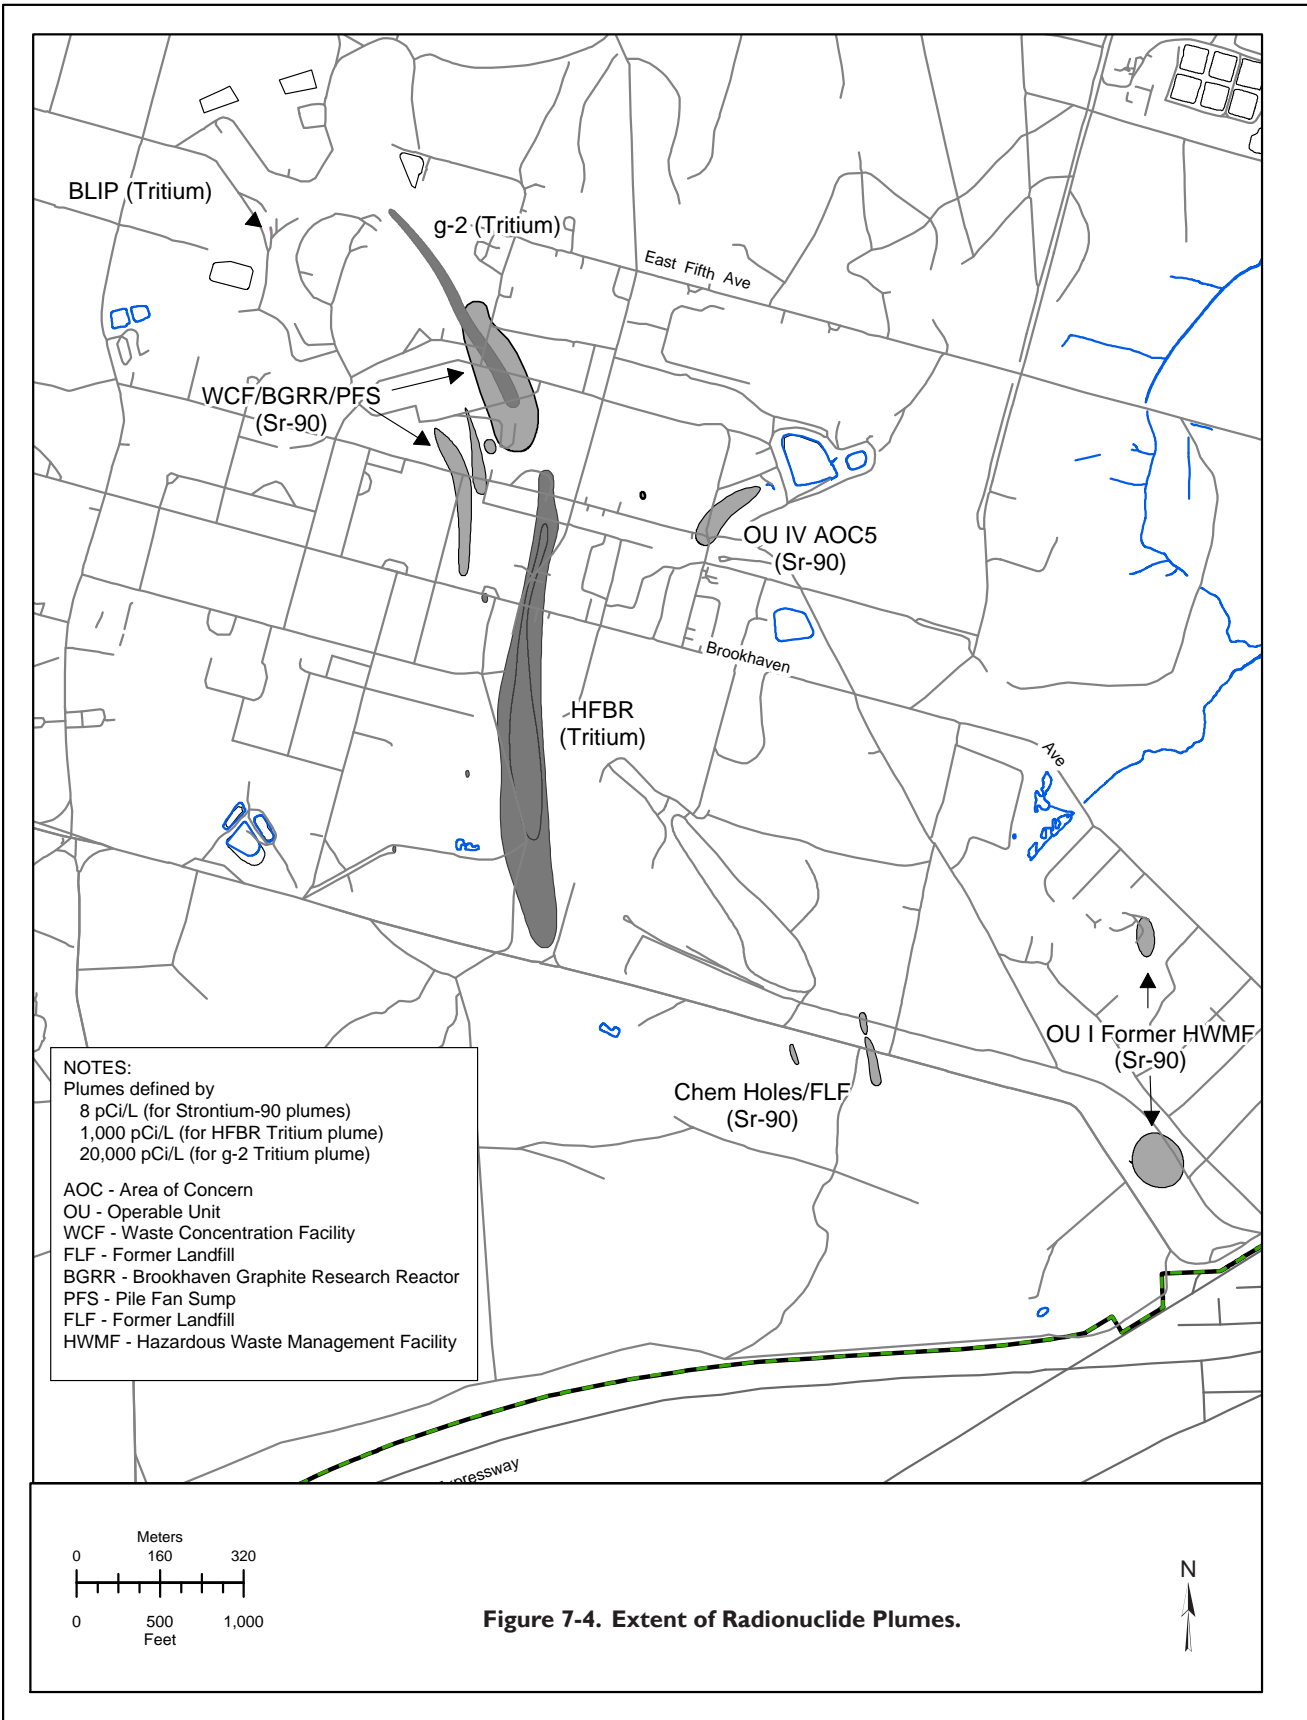 BLIP (Tritium)
g-2 (Tritium)
East Fifth Ave
WCF/BGRR/PFS
(Sr-90)
OU IV AOC5
(Sr-90)
Brookhaven
HFBR
(Tritium)
Ave
OU I Former HWMF
(Sr-90)
Chem Holes/FLF
(Sr-90)
NOTES:
Plumes defined by
8 pCi/L (for Strontium-90 plumes)
1,000 pCi/L (for HFBR Tritium plume)
20,000 pCi/L (for g-2 Tritium plume)
AOC - Area of Concern
OU - Operable Unit
WCF - Waste Concentration Facility
FLF - Former Landfill
BGRR - Brookhaven Graphite Research Reactor
PFS - Pile Fan Sump
FLF - Former Landfill
HWMF - Hazardous Waste Management Facility
Meters
0 160 320
0 500 1,000
Feet
Figure 7-4. Extent of Radionuclide Plumes.
N